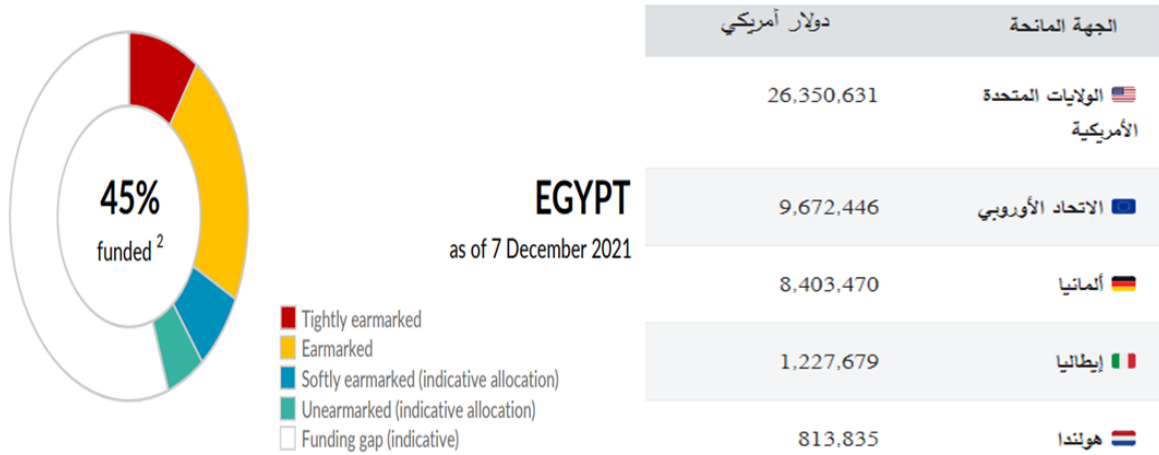 45%
funded 2
EGYPT
as of 7 December 2021
Tightly earmarked
Earmarked
Softly earmarked (indicative allocation)
Unearmarked (indicative allocation)
Funding gap (indicative)
الجهة المانحة دولار أمريكي
الولايات المتحدة 26,350,631
الأمريكية
الاتحاد الأوروبي 9,672,446
ألمانيا 8,403,470
إيطاليا 1,227,679
هولندا 813,835